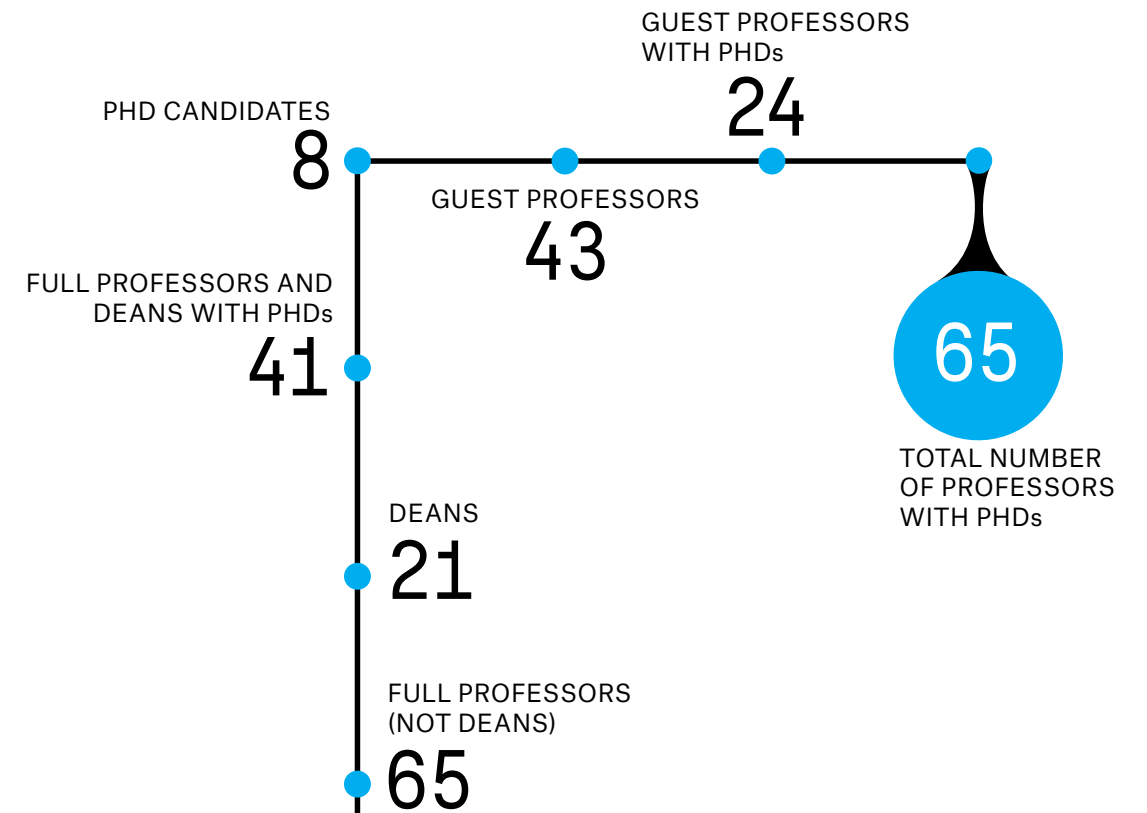 GUEST PROFESSORS
WITH PHDs
24
PHD CANDIDATES
8
GUEST PROFESSORS
43
FULL PROFESSORS AND
DEANS WITH PHDs
41
65
TOTAL NUMBER
OF PROFESSORS
WITH PHDs
DEANS
21
FULL PROFESSORS
(NOT DEANS)
65